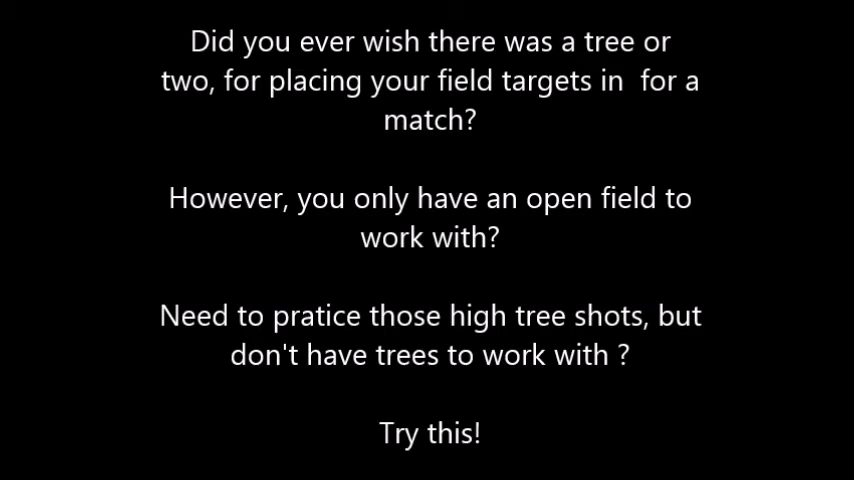 Did you ever wish there was a tree or
two, for placing your field targets in  for a
match?
However, you only have an open field to
work with?
Need to pratice those high tree shots, but
don't have trees to work with ?
Try this!